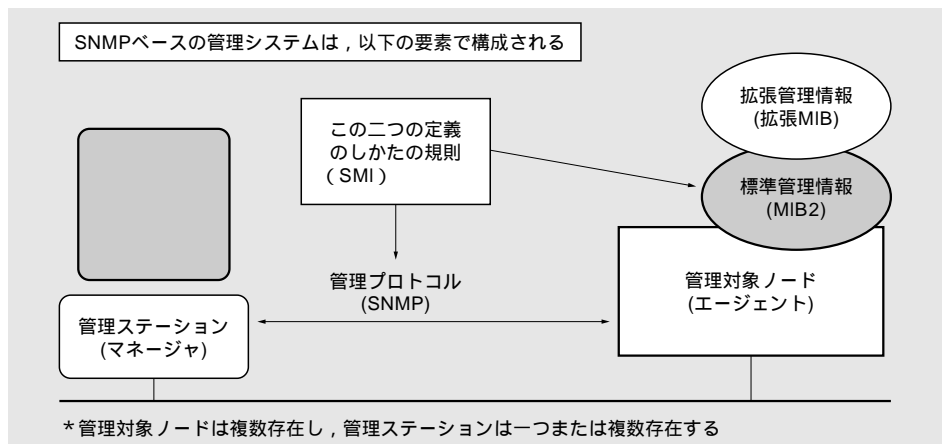 SNMPベースの管理システムは，以下の要素で構成される
拡張管理情報
(拡張MIB)
この二つの定義
のしかたの規則
（SMI）
標準管理情報
(MIB2)
管理プロトコル
(SNMP)
管理対象ノード
(エージェント)
管理ステーション
(マネージャ)
*管理対象ノードは複数存在し，管理ステーションは一つまたは複数存在する